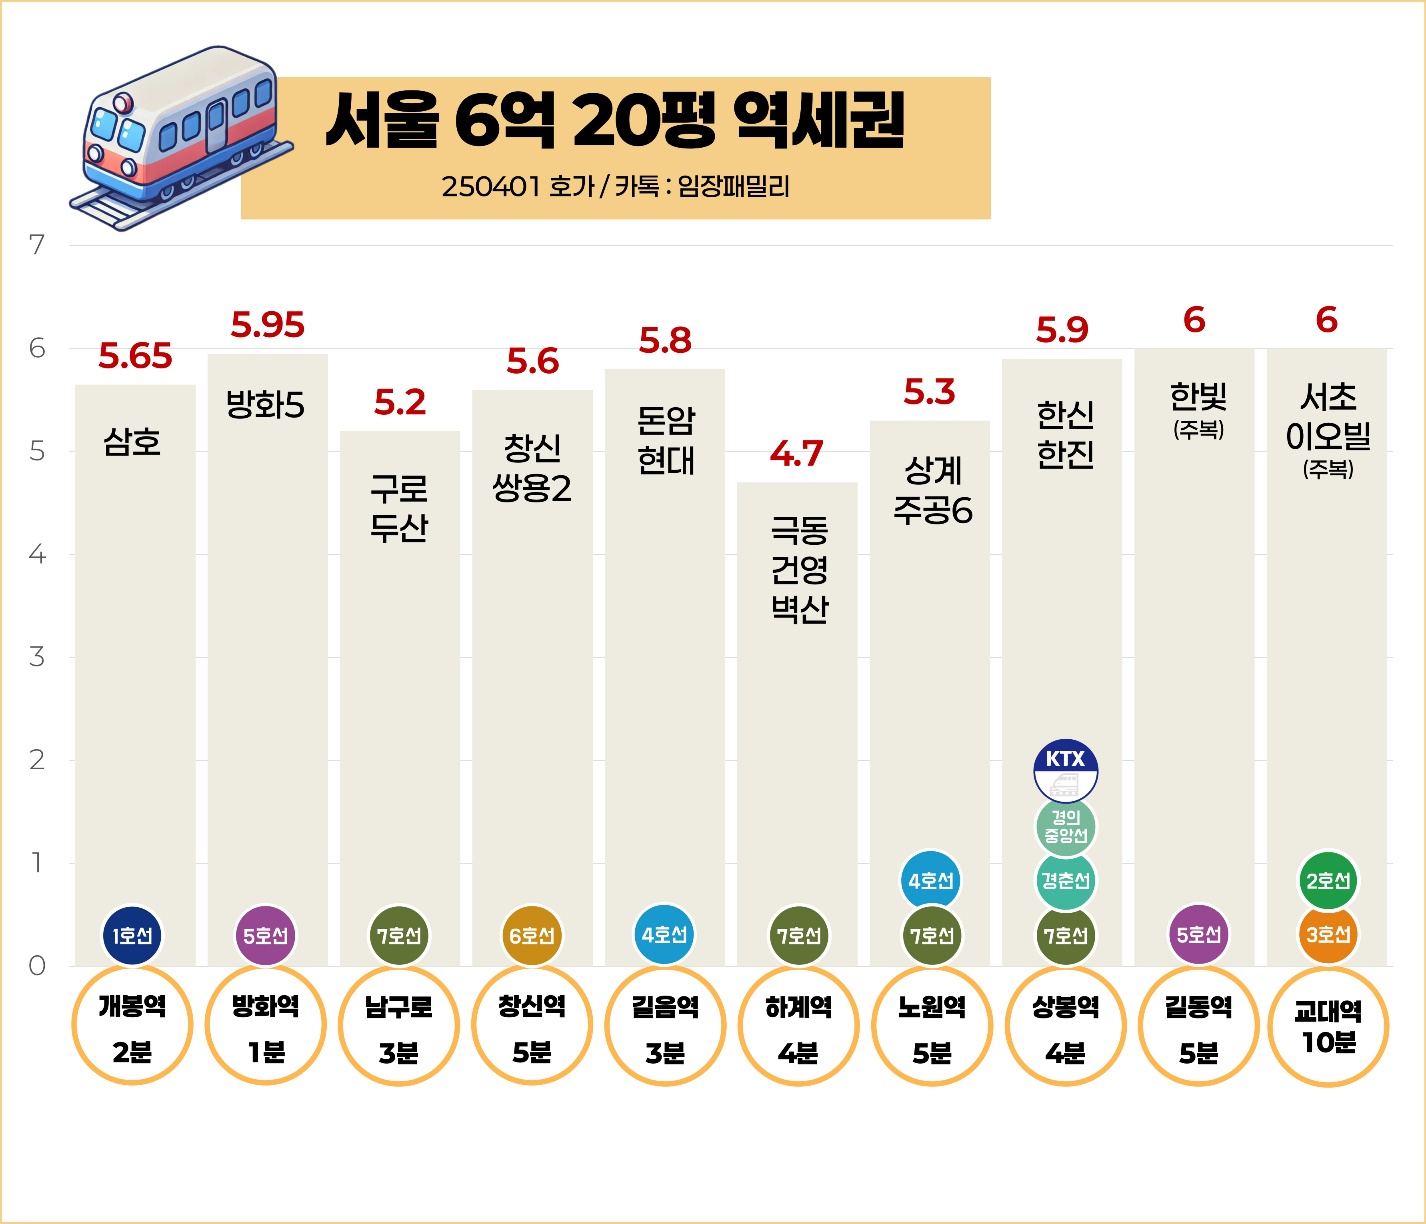 서울 6억 20평 역세권
250401 호가 / 카톡 : 임장패밀리
7
6
5
4
3
2
1
0
5.65
삼호
1호선
개봉역
2분
5.95
방화5
5호선
방화역
1분
5.2
구로
두산
7호선
남구로
3분
5.6
창신
쌍용2
6호선
창신역
5분
5.8
돈암
현대
4호선
길음역
3분
4.7
극동
건영
벽산
7호선
하계역
4분
5.3
상계
주공6
4호선
7호선
노원역
5분
5.9
한신
한진
KTX
경의
중앙선
경춘선
7호선
상봉역
4분
6
한빛
(주복)
5호선
길동역
5분
6
서초
이오빌
(주복)
2호선
3호선
교대역
10분